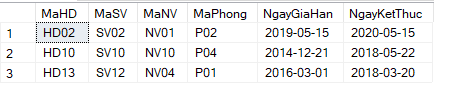 MaHD MaSV MaNV MaPhong NgayGiaHan NgayKetThuc
1 HD02 SV02 NV01 P02 2019-05-15 2020-05-15
2 HD10 SV10 NV10 P04 2014-12-21 2018-05-22
3 HD13 SV12 NV04 P01 2016-03-01 2018-03-20